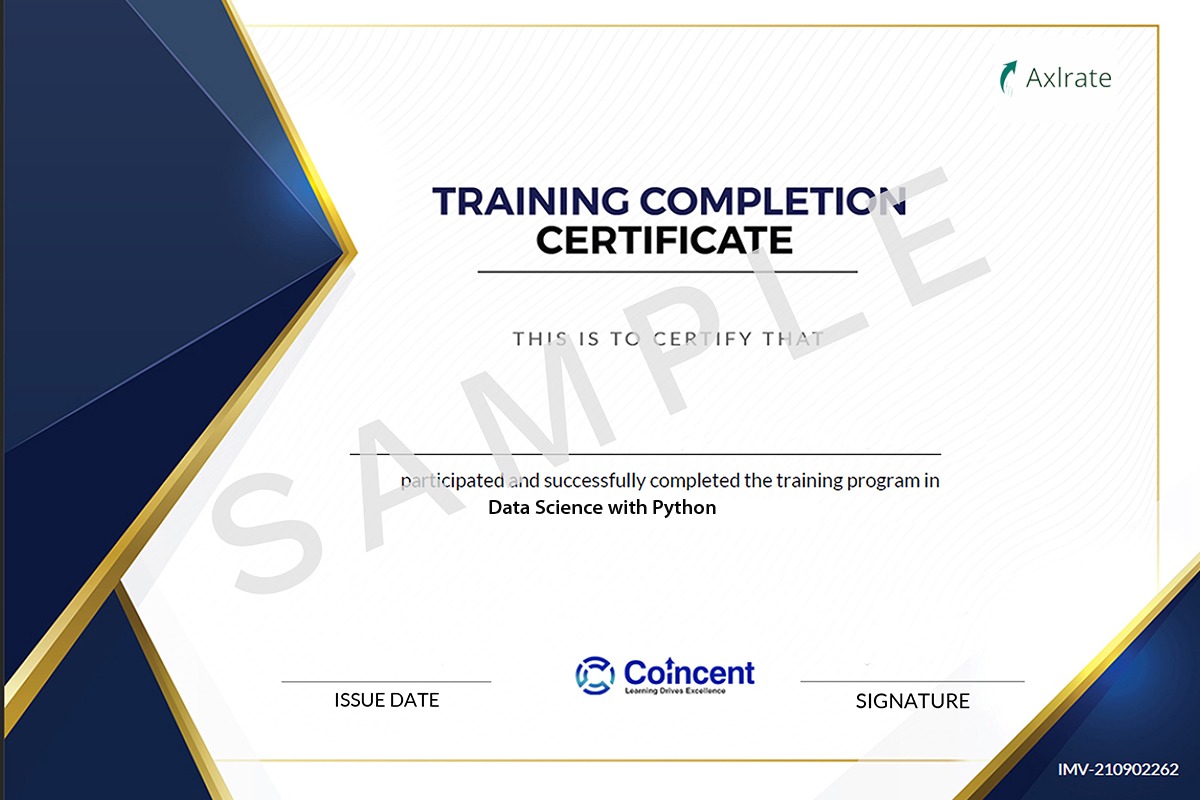 Axlrate
TRAINING COMPLETION
CERTIFICATE
THIS IS TO CERTIFY THAT
SAMPLE
participated and successfully completed the training program in
Data Science with Python
Coincent
Learning Drives Excellence
ISSUE DATE
SIGNATURE
IMV-210902262